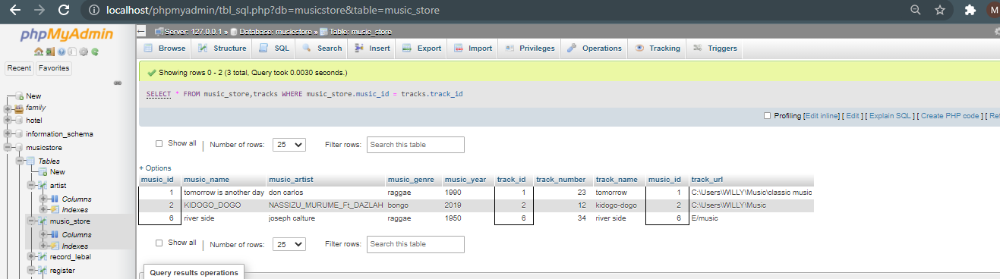 localhost/phpmyadmin/tbl_sql.php?db=musicstore&table=music_store
M
phpMyAdmin
Recent Favorites
New
family
hotel
information_schema
musicstore
Tables
New
artist
Columns
Indexes
music_store
Columns
Indexes
record_lebal
register
Server: 127.0.0.1 » Database: musicstore » Table: music_store
Browse Structure SQL Search Insert Export Import Privileges Operations Tracking Triggers
Showing rows 0 - 2 (3 total, Query took 0.0030 seconds.)
SELECT * FROM music_store,tracks WHERE music_store.music_id = tracks.track_id
Profiling [Edit inline] [ Edit ] [ Explain SQL ] [ Create PHP code ] [ Ret
Show all | Number of rows: 25 Filter rows: Search this table
+ Options
music_id music_name music_artist music_genre music_year track_id track_number track_name music_id track_url
1 tomorrow is another day don carlos raggae 1990 1 23 tomorrow 1 C:\Users\WILLY\Music\classic music
2 KIDOGO_DOGO NASSIZU_MURUME_Ft_DAZLAH bongo 2019 2 12 kidogo-dogo 2 C:\Users\WILLY\Music
6 river side joseph calture raggae 1950 6 34 river side 6 E/music
Show all | Number of rows: 25 Filter rows: Search this table
Query results operations